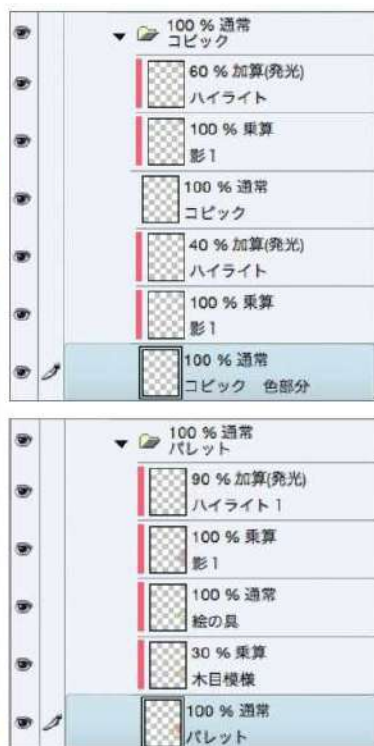 100 % 通常
コピック
60 % 加算(発光)
ハイライト
100 % 乗算
影1
100 % 通常
コピック
40 % 加算(発光)
ハイライト
100 % 乗算
影1
100 % 通常
コピック　色部分
100 % 通常
パレット
90 % 加算(発光)
ハイライト1
100 % 乗算
影1
100 % 通常
絵の具
30 % 乗算
木目模様
100 % 通常
パレット